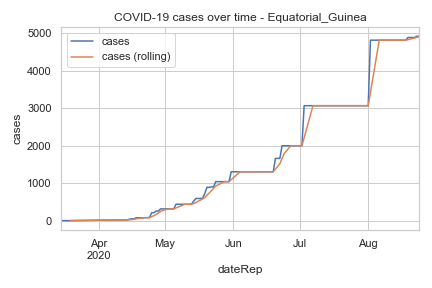 COVID-19 cases over time - Equatorial_Guinea
cases
cases (rolling)
5000
4000
3000
2000
1000
0
cases
Apr
2020
May
Jun
Jul
Aug
dateRep